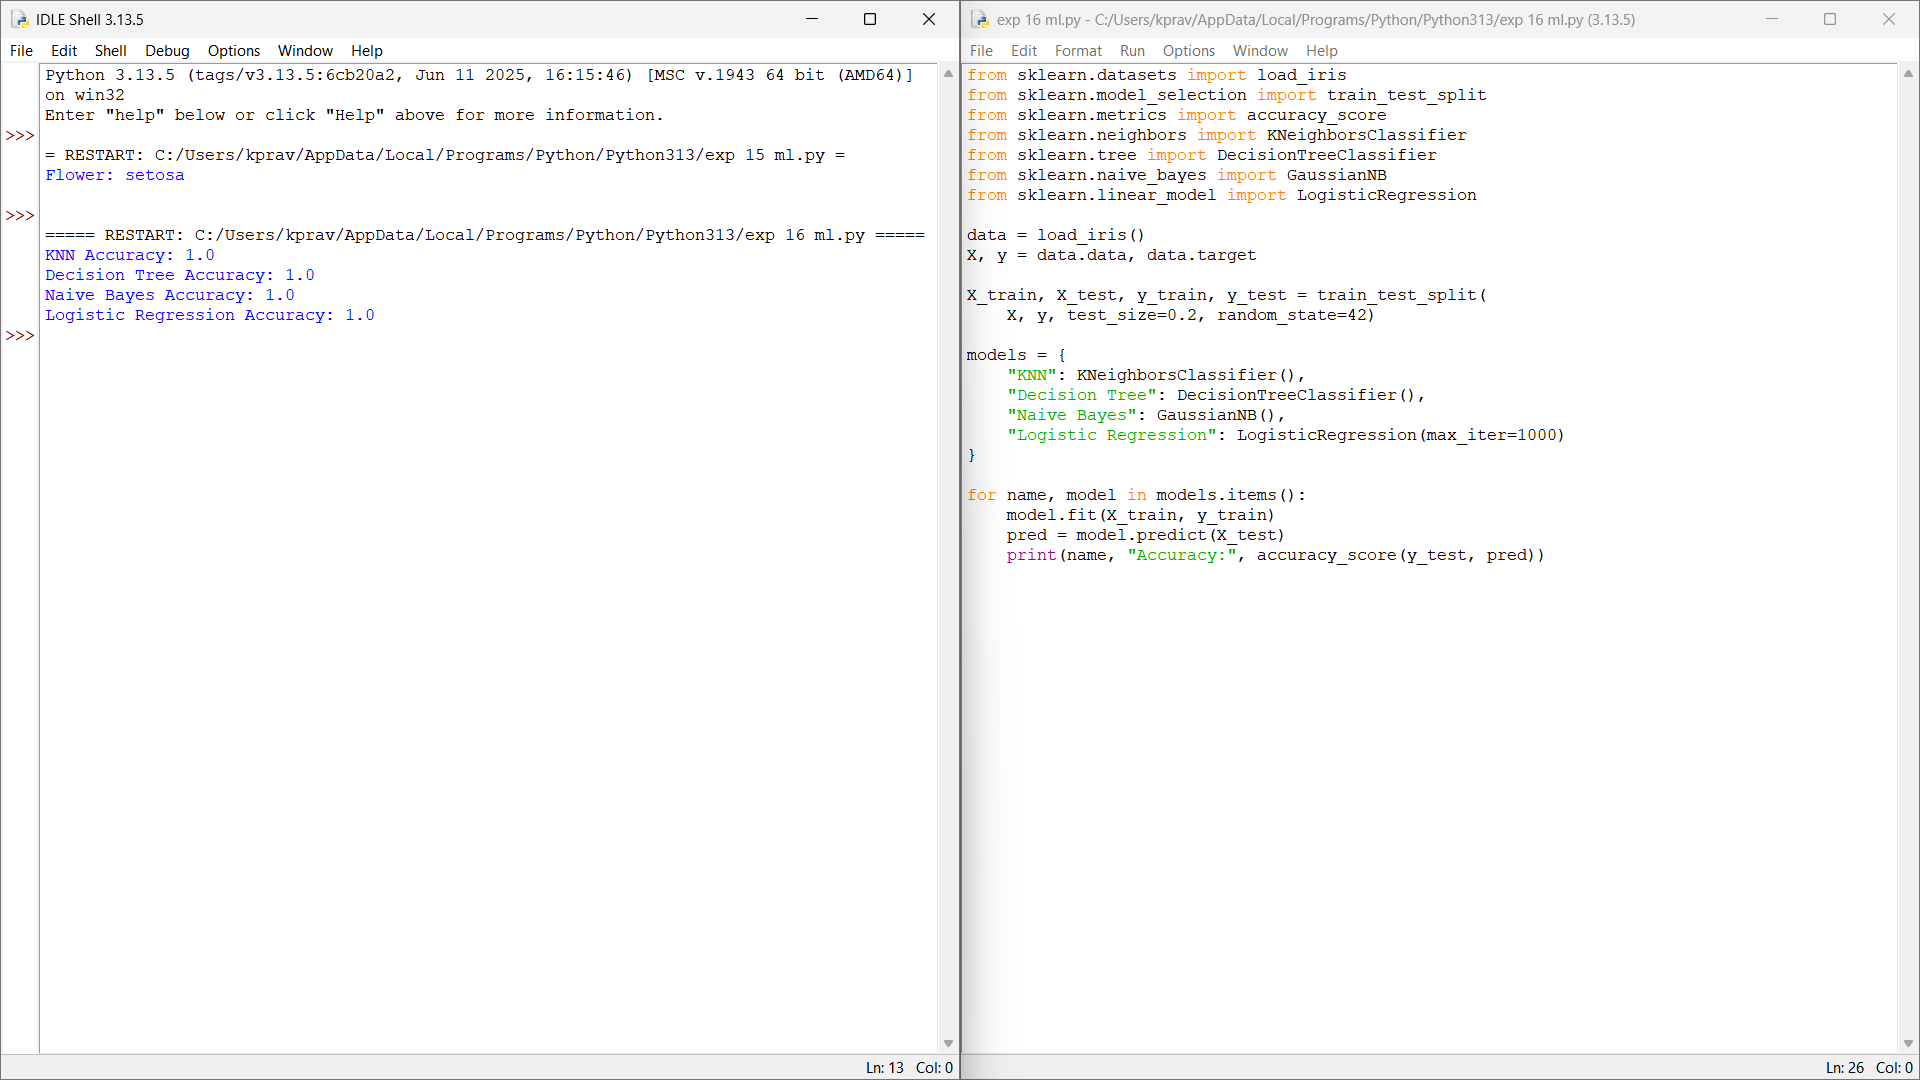 IDLE Shell 3.13.5
File Edit Shell Debug Options Window Help
Python 3.13.5 (tags/v3.13.5:6cb20a2, Jun 11 2025, 16:15:46) [MSC v.1943 64 bit (AMD64)]
on win32
Enter "help" below or click "Help" above for more information.
>>>
= RESTART: C:/Users/kprav/AppData/Local/Programs/Python/Python313/exp 15 ml.py =
Flower: setosa
>>>
===== RESTART: C:/Users/kprav/AppData/Local/Programs/Python/Python313/exp 16 ml.py =====
KNN Accuracy: 1.0
Decision Tree Accuracy: 1.0
Naive Bayes Accuracy: 1.0
Logistic Regression Accuracy: 1.0
>>>
Ln: 13 Col: 0
exp 16 ml.py - C:/Users/kprav/AppData/Local/Programs/Python/Python313/exp 16 ml.py (3.13.5)
File Edit Format Run Options Window Help
from sklearn.datasets import load_iris
from sklearn.model_selection import train_test_split
from sklearn.metrics import accuracy_score
from sklearn.neighbors import KNeighborsClassifier
from sklearn.tree import DecisionTreeClassifier
from sklearn.naive_bayes import GaussianNB
from sklearn.linear_model import LogisticRegression

data = load_iris()
X, y = data.data, data.target

X_train, X_test, y_train, y_test = train_test_split(
    X, y, test_size=0.2, random_state=42)

models = {
    "KNN": KNeighborsClassifier(),
    "Decision Tree": DecisionTreeClassifier(),
    "Naive Bayes": GaussianNB(),
    "Logistic Regression": LogisticRegression(max_iter=1000)
}

for name, model in models.items():
    model.fit(X_train, y_train)
    pred = model.predict(X_test)
    print(name, "Accuracy:", accuracy_score(y_test, pred))
Ln: 26 Col: 0